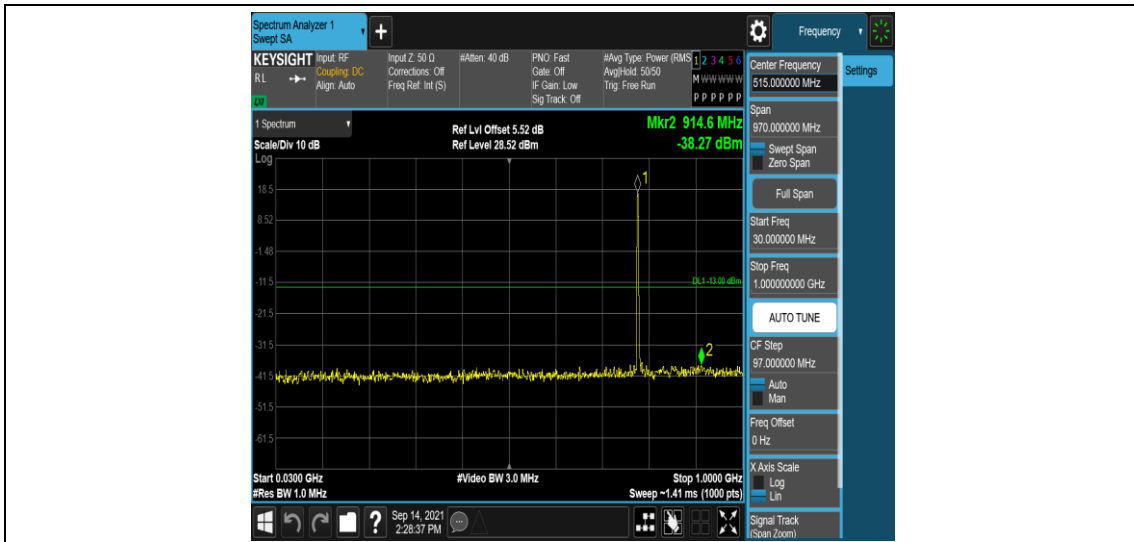 Spectrum Analyzer 1
Swept SA
+
Frequency
KEYSIGHT
RL
LXI
Input: RF
Coupling: DC
Align: Auto
Input Z: 50 Ω
Corrections: Off
Freq Ref: Int (S)
#Atten: 40 dB
PNO: Fast
Gate: Off
IF Gain: Low
Sig Track: Off
#Avg Type: Power (RMS
Avg|Hold: 50/50
Trig: Free Run
1 2 3 4 5 6
M W W W W W
P P P P P P
1 Spectrum
Scale/Div 10 dB
Ref Lvl Offset 5.52 dB
Ref Level 28.52 dBm
Mkr2 914.6 MHz
-38.27 dBm
Log
18.5
8.52
-1.48
-11.5
-21.5
-31.5
-41.5
-51.5
-61.5
1
DL1 -13.00 dBm
2
Start 0.0300 GHz
#Res BW 1.0 MHz
#Video BW 3.0 MHz
Stop 1.0000 GHz
Sweep ~1.41 ms (1000 pts)
?
Sep 14, 2021
2:28:37 PM
Center Frequency
515.000000 MHz
Settings
Span
970.000000 MHz
Swept Span
Zero Span
Full Span
Start Freq
30.000000 MHz
Stop Freq
1.000000000 GHz
AUTO TUNE
CF Step
97.000000 MHz
Auto
Man
Freq Offset
0 Hz
X Axis Scale
Log
Lin
Signal Track
(Span Zoom)